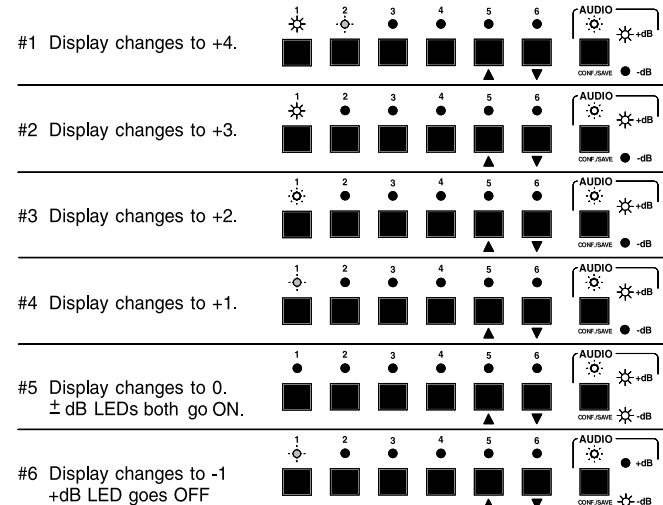 1 2 3 4 5 6 AUDIO
#1 Display changes to +4.
+dB
CONF./SAVE -dB
1 2 3 4 5 6 AUDIO
#2 Display changes to +3.
+dB
CONF./SAVE -dB
1 2 3 4 5 6 AUDIO
#3 Display changes to +2.
+dB
CONF./SAVE -dB
1 2 3 4 5 6 AUDIO
#4 Display changes to +1.
+dB
CONF./SAVE -dB
1 2 3 4 5 6 AUDIO
#5 Display changes to 0.
+dB
± dB LEDs both go ON.
CONF./SAVE -dB
1 2 3 4 5 6 AUDIO
+dB
#6 Display changes to -1
+dB LED goes OFF
CONF./SAVE -dB